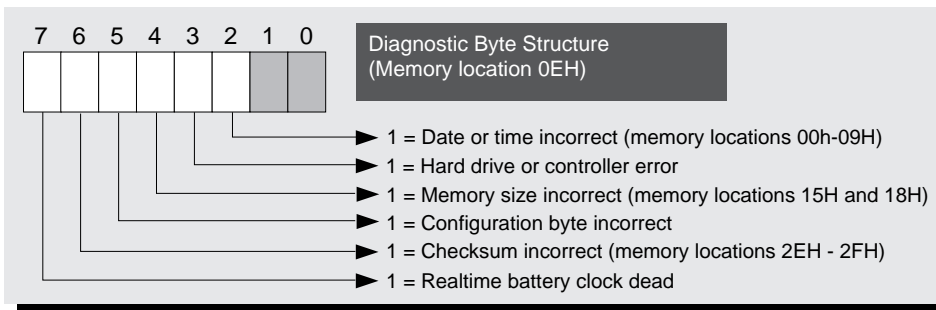 7 6 5 4 3 2 1 0
Diagnostic Byte Structure
(Memory location 0EH)
1 = Date or time incorrect (memory locations 00h-09H)
1 = Hard drive or controller error
1 = Memory size incorrect (memory locations 15H and 18H)
1 = Configuration byte incorrect
1 = Checksum incorrect (memory locations 2EH - 2FH)
1 = Realtime battery clock dead